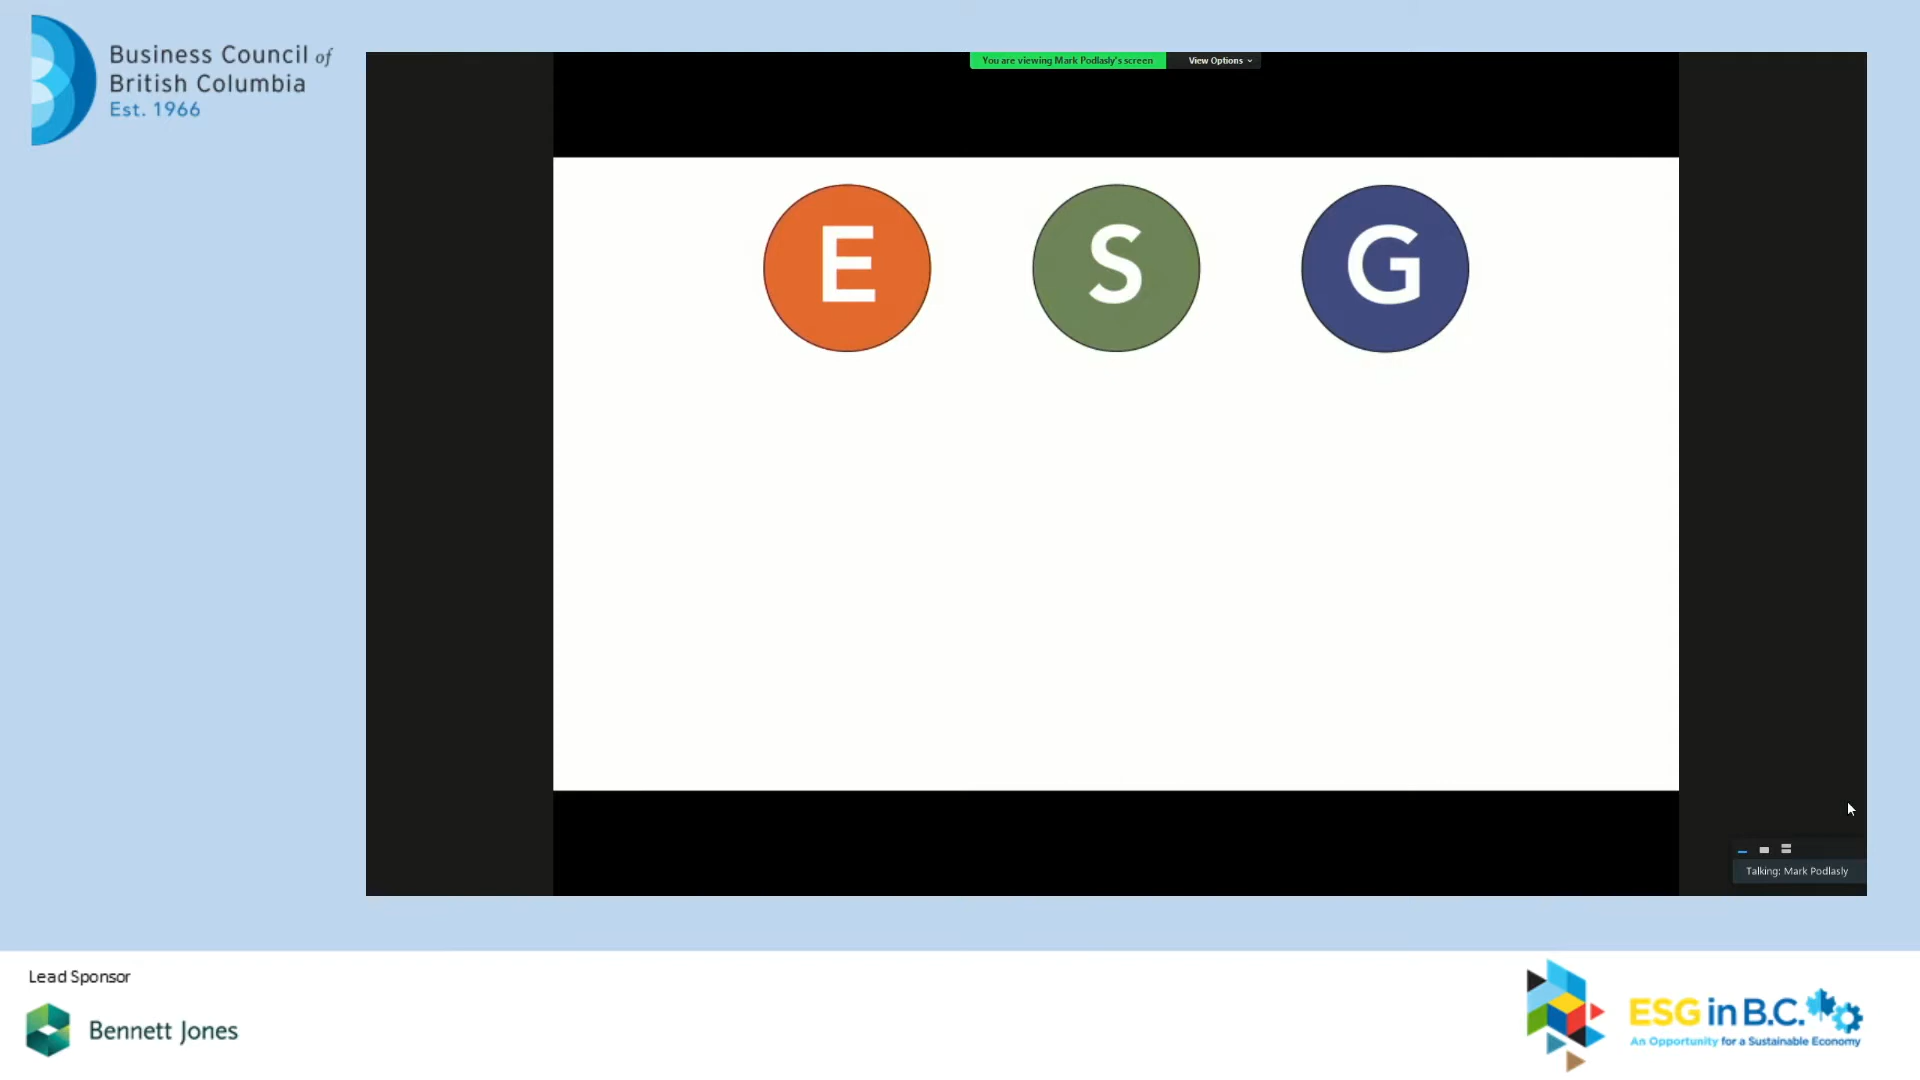 Business Council of
British Columbia
Est. 1966
You are viewing Mark Podlasly's screen
View Options
E S G
Talking: Mark Podlasly
Lead Sponsor
Bennett Jones
ESG in B.C.
An Opportunity for a Sustainable Economy